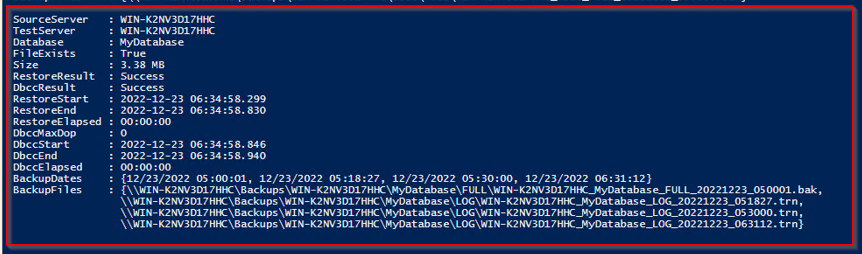 SourceServer   : WIN-K2NV3D17HHC
TestServer     : WIN-K2NV3D17HHC
Database       : MyDatabase
FileExists     : True
Size           : 3.38 MB
RestoreResult  : Success
DbccResult     : Success
RestoreStart   : 2022-12-23 06:34:58.299
RestoreEnd     : 2022-12-23 06:34:58.830
RestoreElapsed : 00:00:00
DbccMaxDop     : 0
DbccStart      : 2022-12-23 06:34:58.846
DbccEnd        : 2022-12-23 06:34:58.940
DbccElapsed    : 00:00:00
BackupDates    : {12/23/2022 05:00:01, 12/23/2022 05:18:27, 12/23/2022 05:30:00, 12/23/2022 06:31:12}
BackupFiles    : {\\WIN-K2NV3D17HHC\Backups\WIN-K2NV3D17HHC\MyDatabase\FULL\WIN-K2NV3D17HHC_MyDatabase_FULL_20221223_050001.bak,
\\WIN-K2NV3D17HHC\Backups\WIN-K2NV3D17HHC\MyDatabase\LOG\WIN-K2NV3D17HHC_MyDatabase_LOG_20221223_051827.trn,
\\WIN-K2NV3D17HHC\Backups\WIN-K2NV3D17HHC\MyDatabase\LOG\WIN-K2NV3D17HHC_MyDatabase_LOG_20221223_053000.trn,
\\WIN-K2NV3D17HHC\Backups\WIN-K2NV3D17HHC\MyDatabase\LOG\WIN-K2NV3D17HHC_MyDatabase_LOG_20221223_063112.trn}